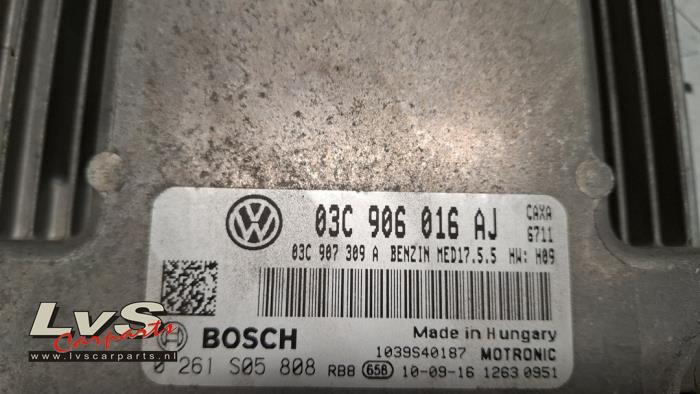 03C 906 016 AJ CAXA
6711
03C 907 309 A BENZIN MED17.5.5 HW: H09
BOSCH
Made in Hungary
1039S40187 MOTRONIC
0 261 S05 808 RB8 658 10-09-16 1263 0951
LvS
Carparts
www.lvscarparts.nl